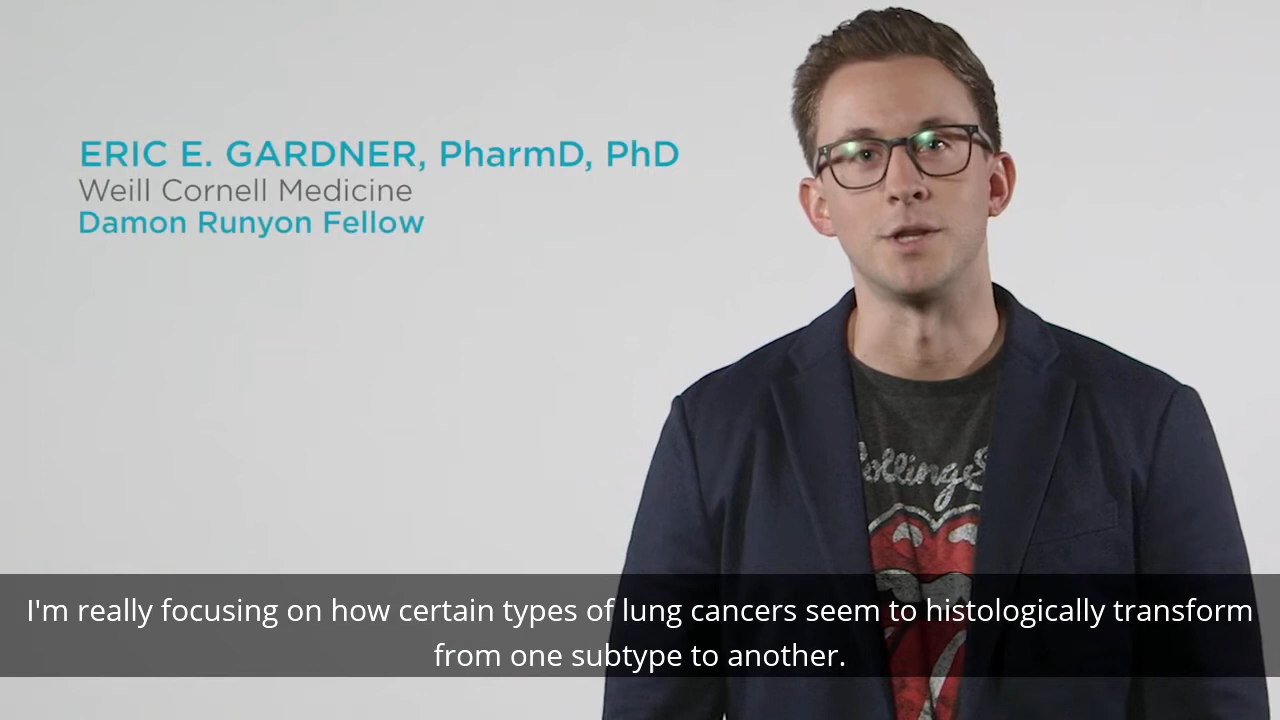 ERIC E. GARDNER, PharmD, PhD
Weill Cornell Medicine
Damon Runyon Fellow
I'm really focusing on how certain types of lung cancers seem to histologically transform
from one subtype to another.